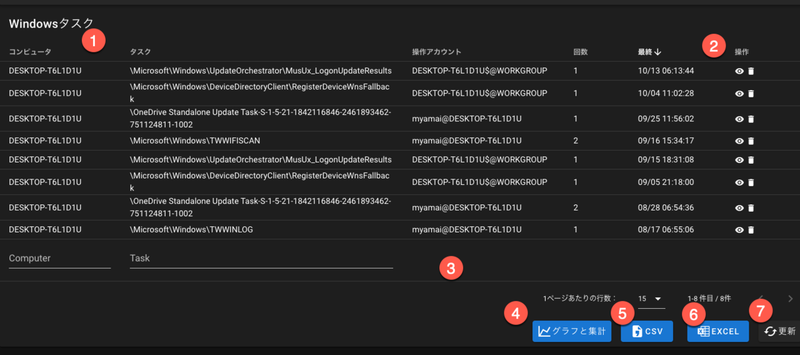 Windowsタスク
1
2
コンピュータ タスク 操作アカウント 回数 最終 操作
DESKTOP-T6L1D1U \Microsoft\Windows\UpdateOrchestrator\MusUx_LogonUpdateResults DESKTOP-T6L1D1U$@WORKGROUP 1 10/13 06:13:44
DESKTOP-T6L1D1U \Microsoft\Windows\DeviceDirectoryClient\RegisterDeviceWnsFallbac DESKTOP-T6L1D1U$@WORKGROUP 1 10/04 11:02:28
k
DESKTOP-T6L1D1U \OneDrive Standalone Update Task-S-1-5-21-1842116846-2461893462- myamai@DESKTOP-T6L1D1U 1 09/25 11:56:02
751124811-1002
DESKTOP-T6L1D1U \Microsoft\Windows\TWWIFISCAN myamai@DESKTOP-T6L1D1U 2 09/16 15:34:17
DESKTOP-T6L1D1U \Microsoft\Windows\UpdateOrchestrator\MusUx_LogonUpdateResults DESKTOP-T6L1D1U$@WORKGROUP 1 09/15 18:31:08
DESKTOP-T6L1D1U \Microsoft\Windows\DeviceDirectoryClient\RegisterDeviceWnsFallbac DESKTOP-T6L1D1U$@WORKGROUP 1 09/05 21:18:00
k
DESKTOP-T6L1D1U \OneDrive Standalone Update Task-S-1-5-21-1842116846-2461893462- myamai@DESKTOP-T6L1D1U 2 08/28 06:54:36
751124811-1002
DESKTOP-T6L1D1U \Microsoft\Windows\TWWINLOG myamai@DESKTOP-T6L1D1U 1 08/17 06:55:06
Computer Task
3
1ページあたりの行数： 15 1-8 件目 / 8件
4 5 6 7
グラフと集計 CSV EXCEL 更新